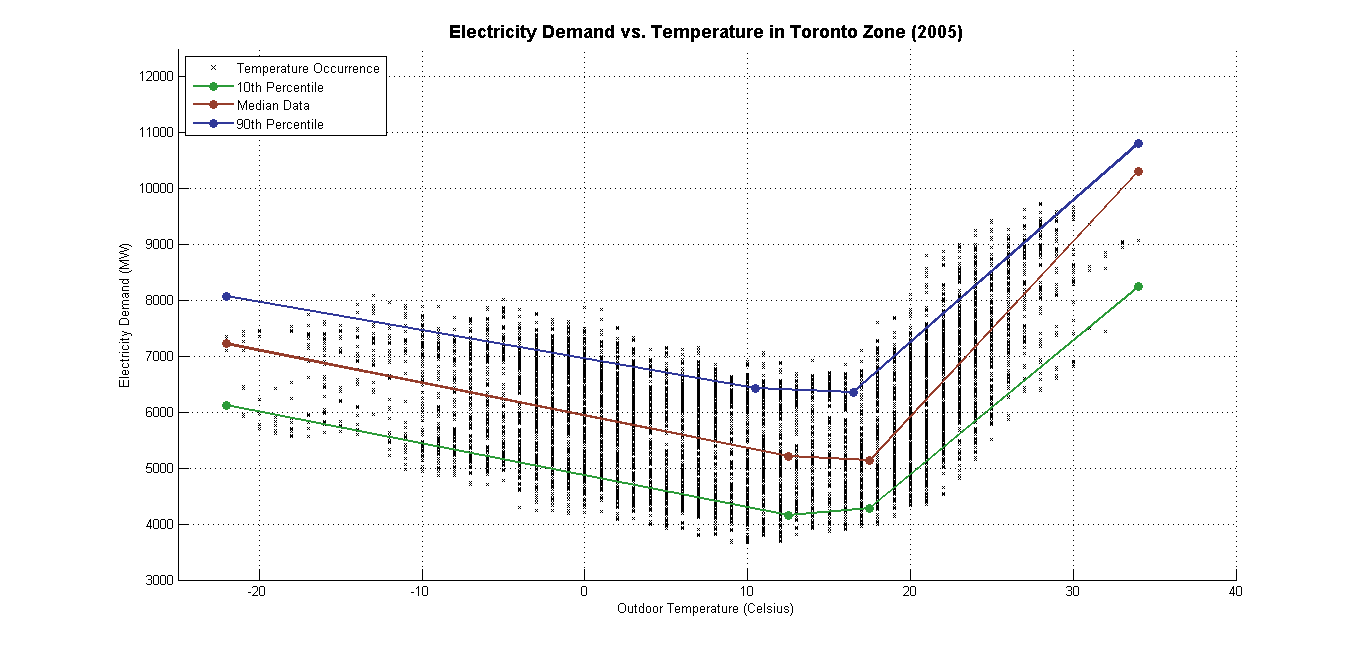 Electricity Demand vs. Temperature in Toronto Zone (2005)
Temperature Occurrence
10th Percentile
Median Data
90th Percentile
12000
11000
10000
9000
8000
7000
6000
5000
4000
3000
Electricity Demand (MW)
-20 -10 0 10 20 30 40
Outdoor Temperature (Celsius)